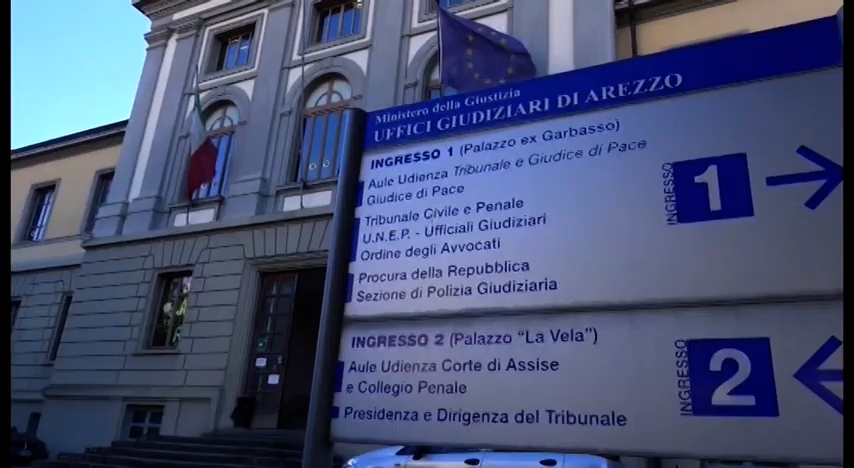 Ministero della Giustizia
UFFICI GIUDIZIARI DI AREZZO
INGRESSO 1 (Palazzo ex Garbasso)
Aule Udienza Tribunale e Giudice di Pace
Giudice di Pace
Tribunale Civile e Penale
U.N.E.P. - Ufficiali Giudiziari
Ordine degli Avvocati
Procura della Repubblica
Sezione di Polizia Giudiziaria
INGRESSO 1
INGRESSO 2 (Palazzo "La Vela")
Aule Udienza Corte di Assise
e Collegio Penale
Presidenza e Dirigenza del Tribunale
INGRESSO 2